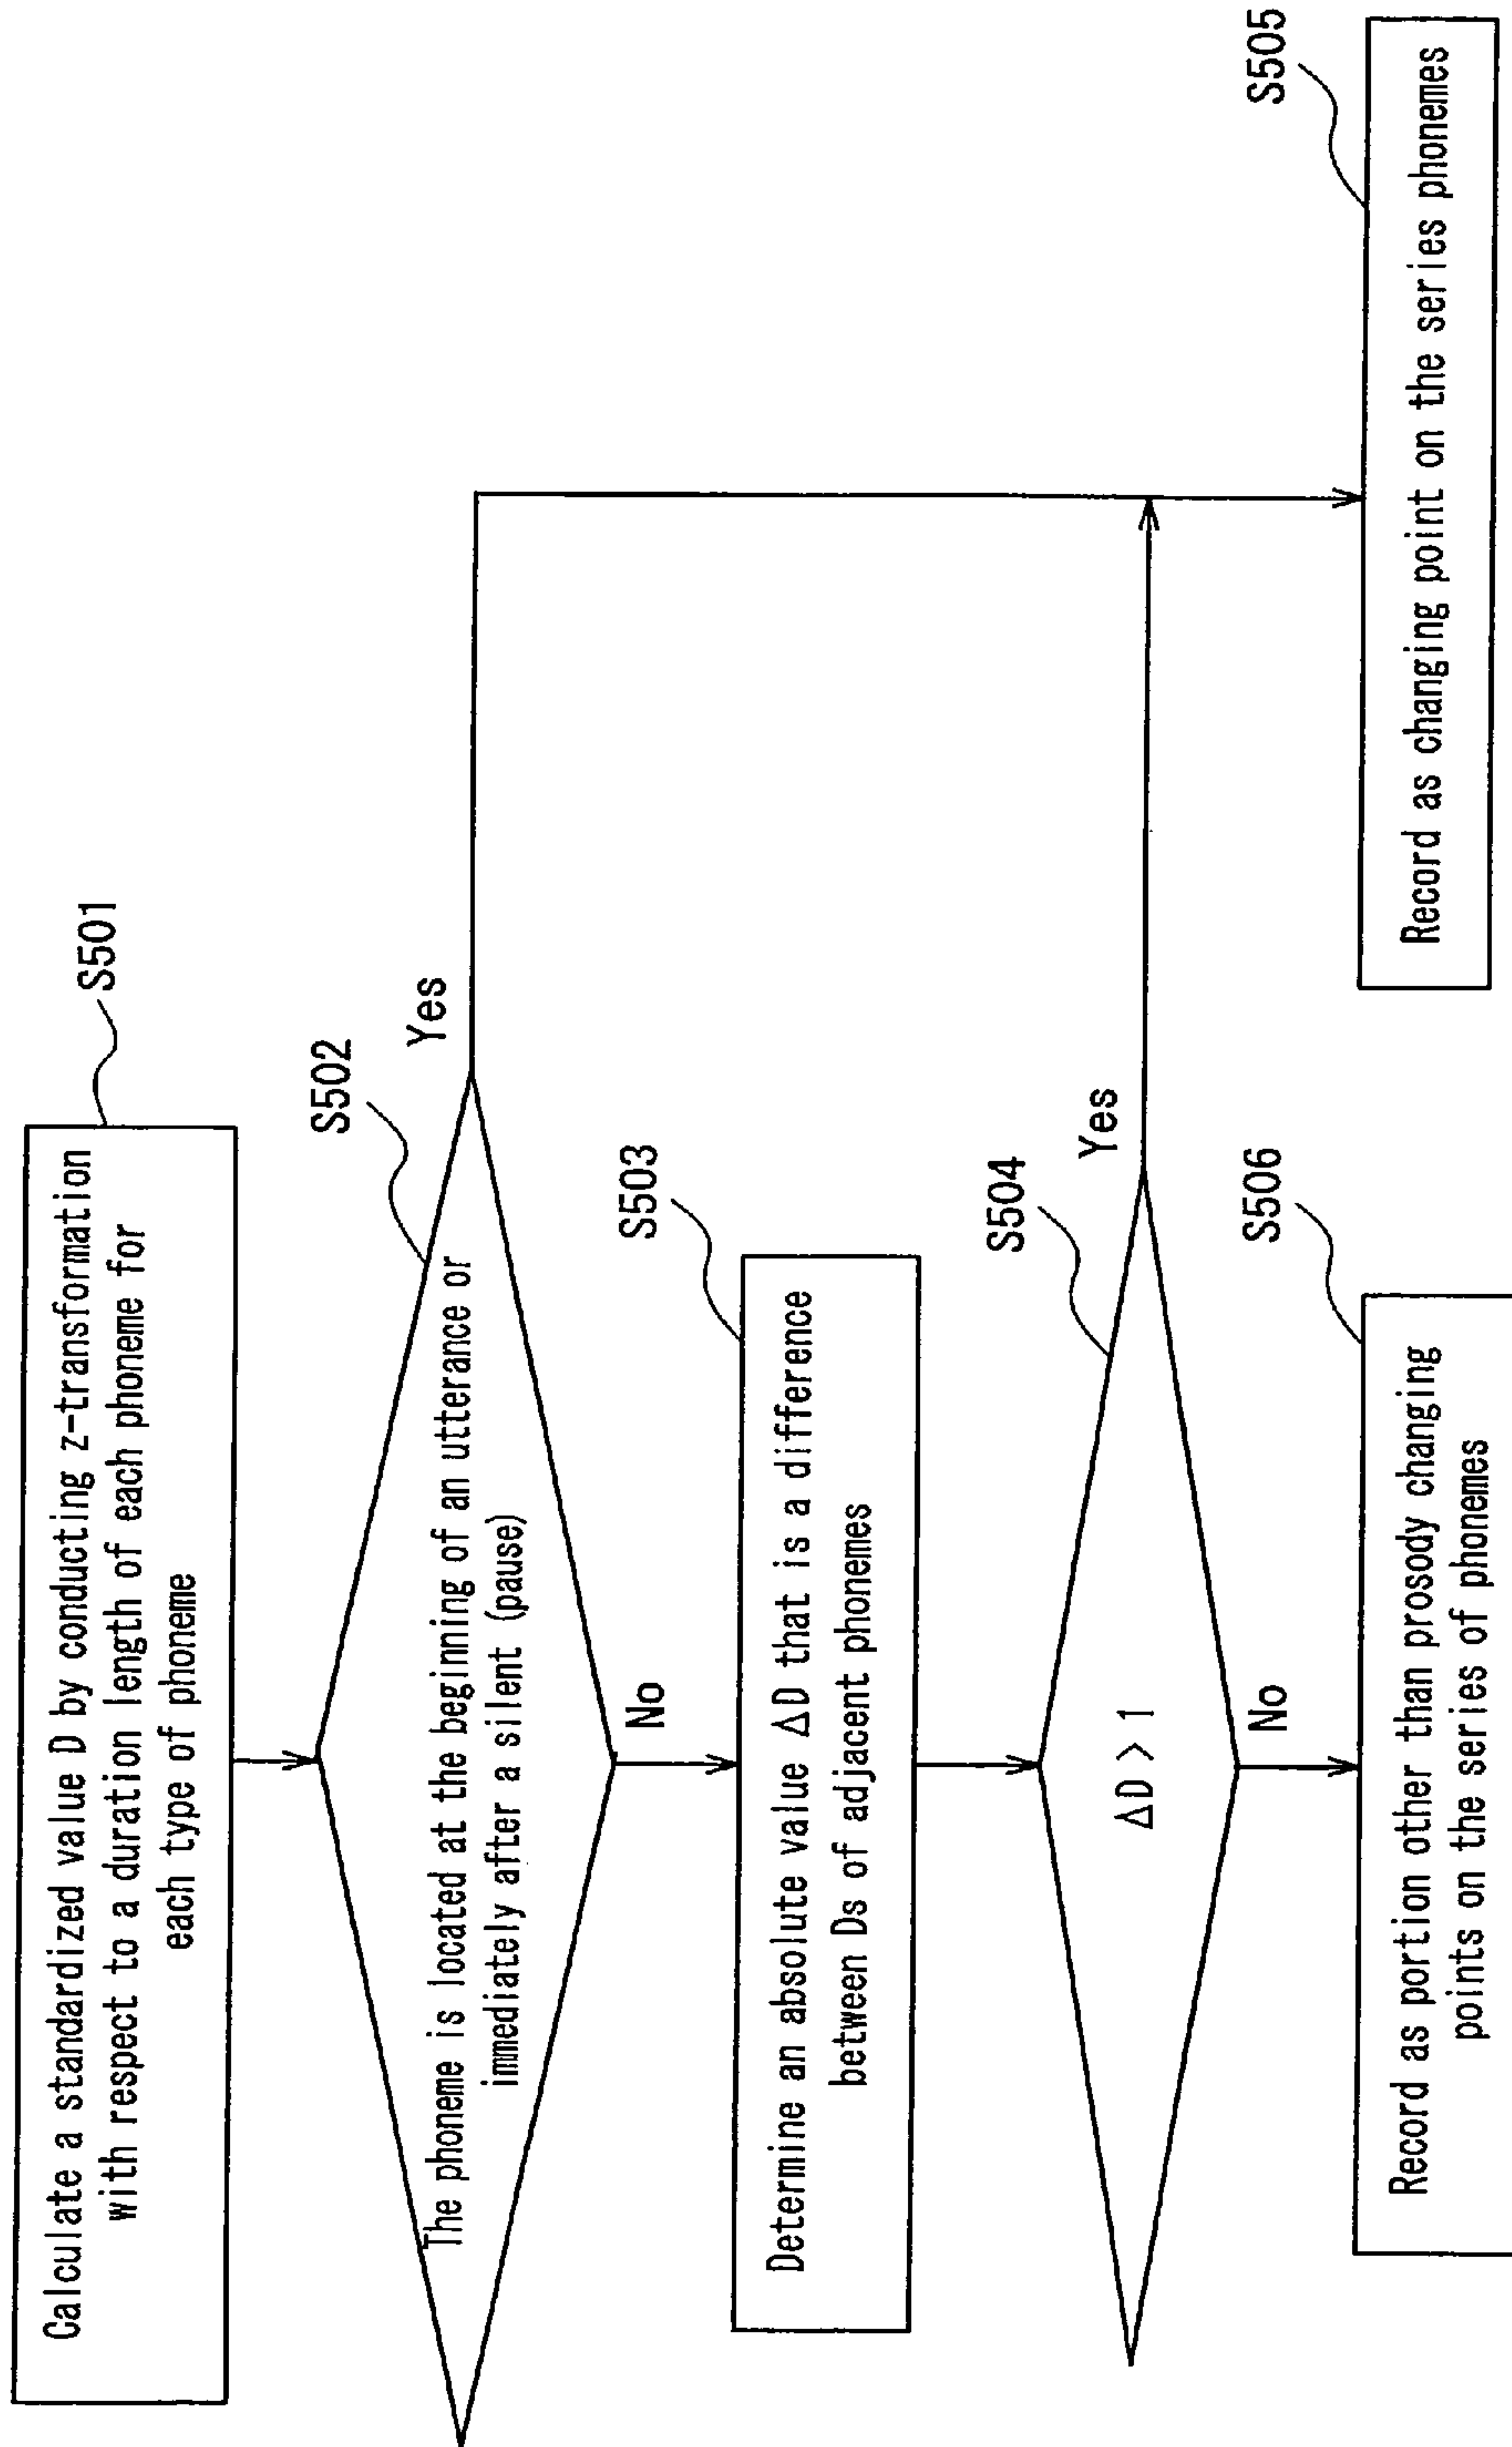 S501
Calculate a standardized value D by conducting z-transformation
with respect to a duration length of each phoneme for
each type of phoneme
S502
The phoneme is located at the beginning of an utterance or
immediately after a silent (pause)
Yes
No
S503
Determine an absolute value ΔD that is a difference
between Ds of adjacent phonemes
S504
ΔD > 1
Yes
No
S505
Record as changing point on the series phonemes
S506
Record as portion other than prosody changing
points on the series of phonemes